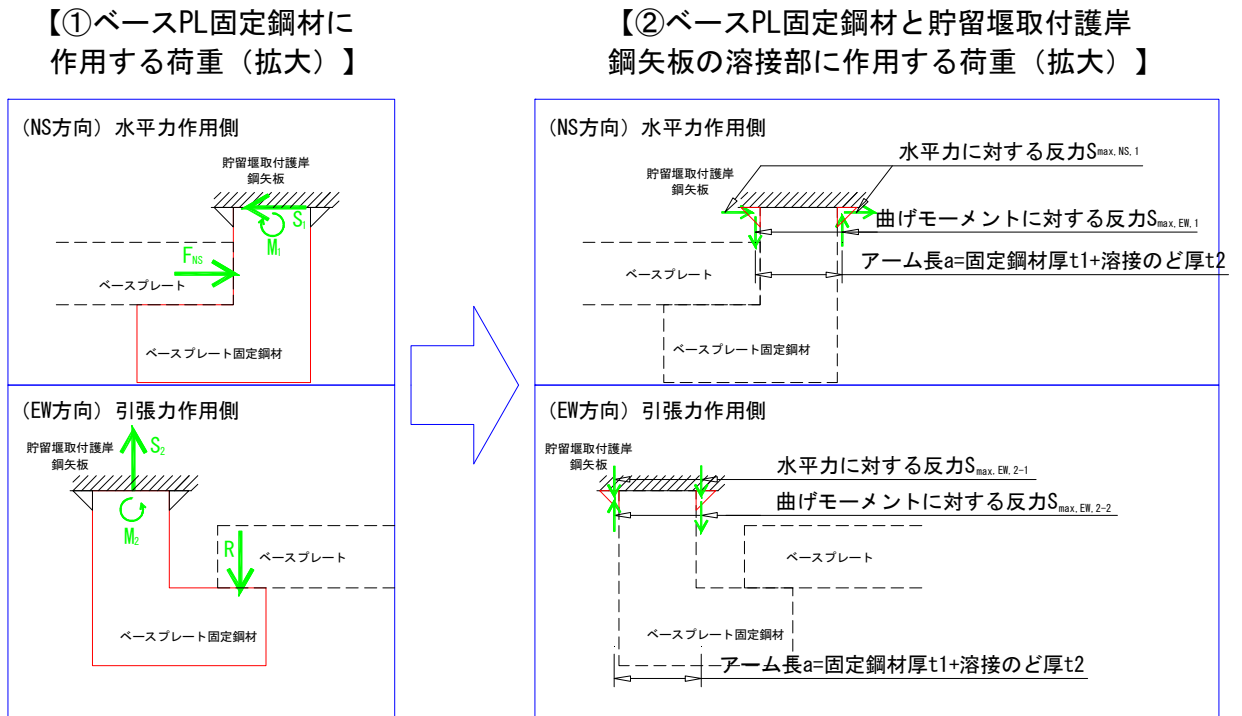 【①ベースPL固定鋼材に
作用する荷重（拡大）】
（NS方向）水平力作用側
貯留堰取付護岸
鋼矢板
S₁
M₁
F_NS
ベースプレート
ベースプレート固定鋼材
（EW方向）引張力作用側
貯留堰取付護岸
鋼矢板
S₂
M₂
R
ベースプレート
ベースプレート固定鋼材
【②ベースPL固定鋼材と貯留堰取付護岸
鋼矢板の溶接部に作用する荷重（拡大）】
（NS方向）水平力作用側
水平力に対する反力Smax,NS,1
貯留堰取付護岸
鋼矢板
曲げモーメントに対する反力Smax,EW,1
アーム長a=固定鋼材厚t1+溶接のど厚t2
ベースプレート
ベースプレート固定鋼材
（EW方向）引張力作用側
貯留堰取付護岸
鋼矢板
水平力に対する反力Smax,EW,2-1
曲げモーメントに対する反力Smax,EW,2-2
ベースプレート
ベースプレート固定鋼材
アーム長a=固定鋼材厚t1+溶接のど厚t2